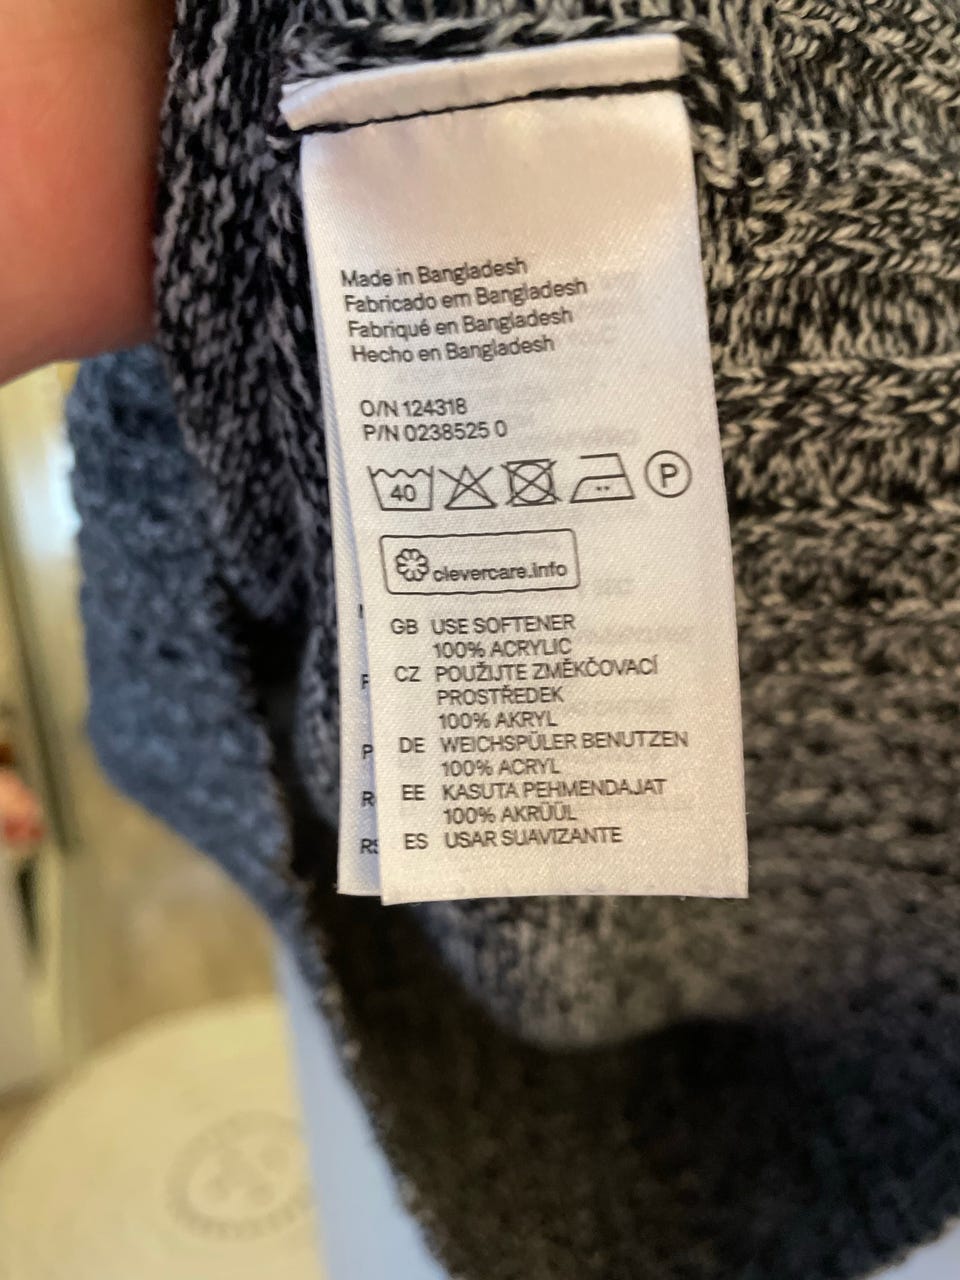 Made in Bangladesh
Fabricado em Bangladesh
Fabriqué en Bangladesh
Hecho en Bangladesh
O/N 124318
P/N 0238525 0
40 P
clevercare.info
GB USE SOFTENER
100% ACRYLIC
CZ POUŽIJTE ZMĚKČOVACÍ
PROSTŘEDEK
100% AKRYL
DE WEICHSPÜLER BENUTZEN
100% ACRYL
EE KASUTA PEHMENDAJAT
100% AKRÜÜL
ES USAR SUAVIZANTE